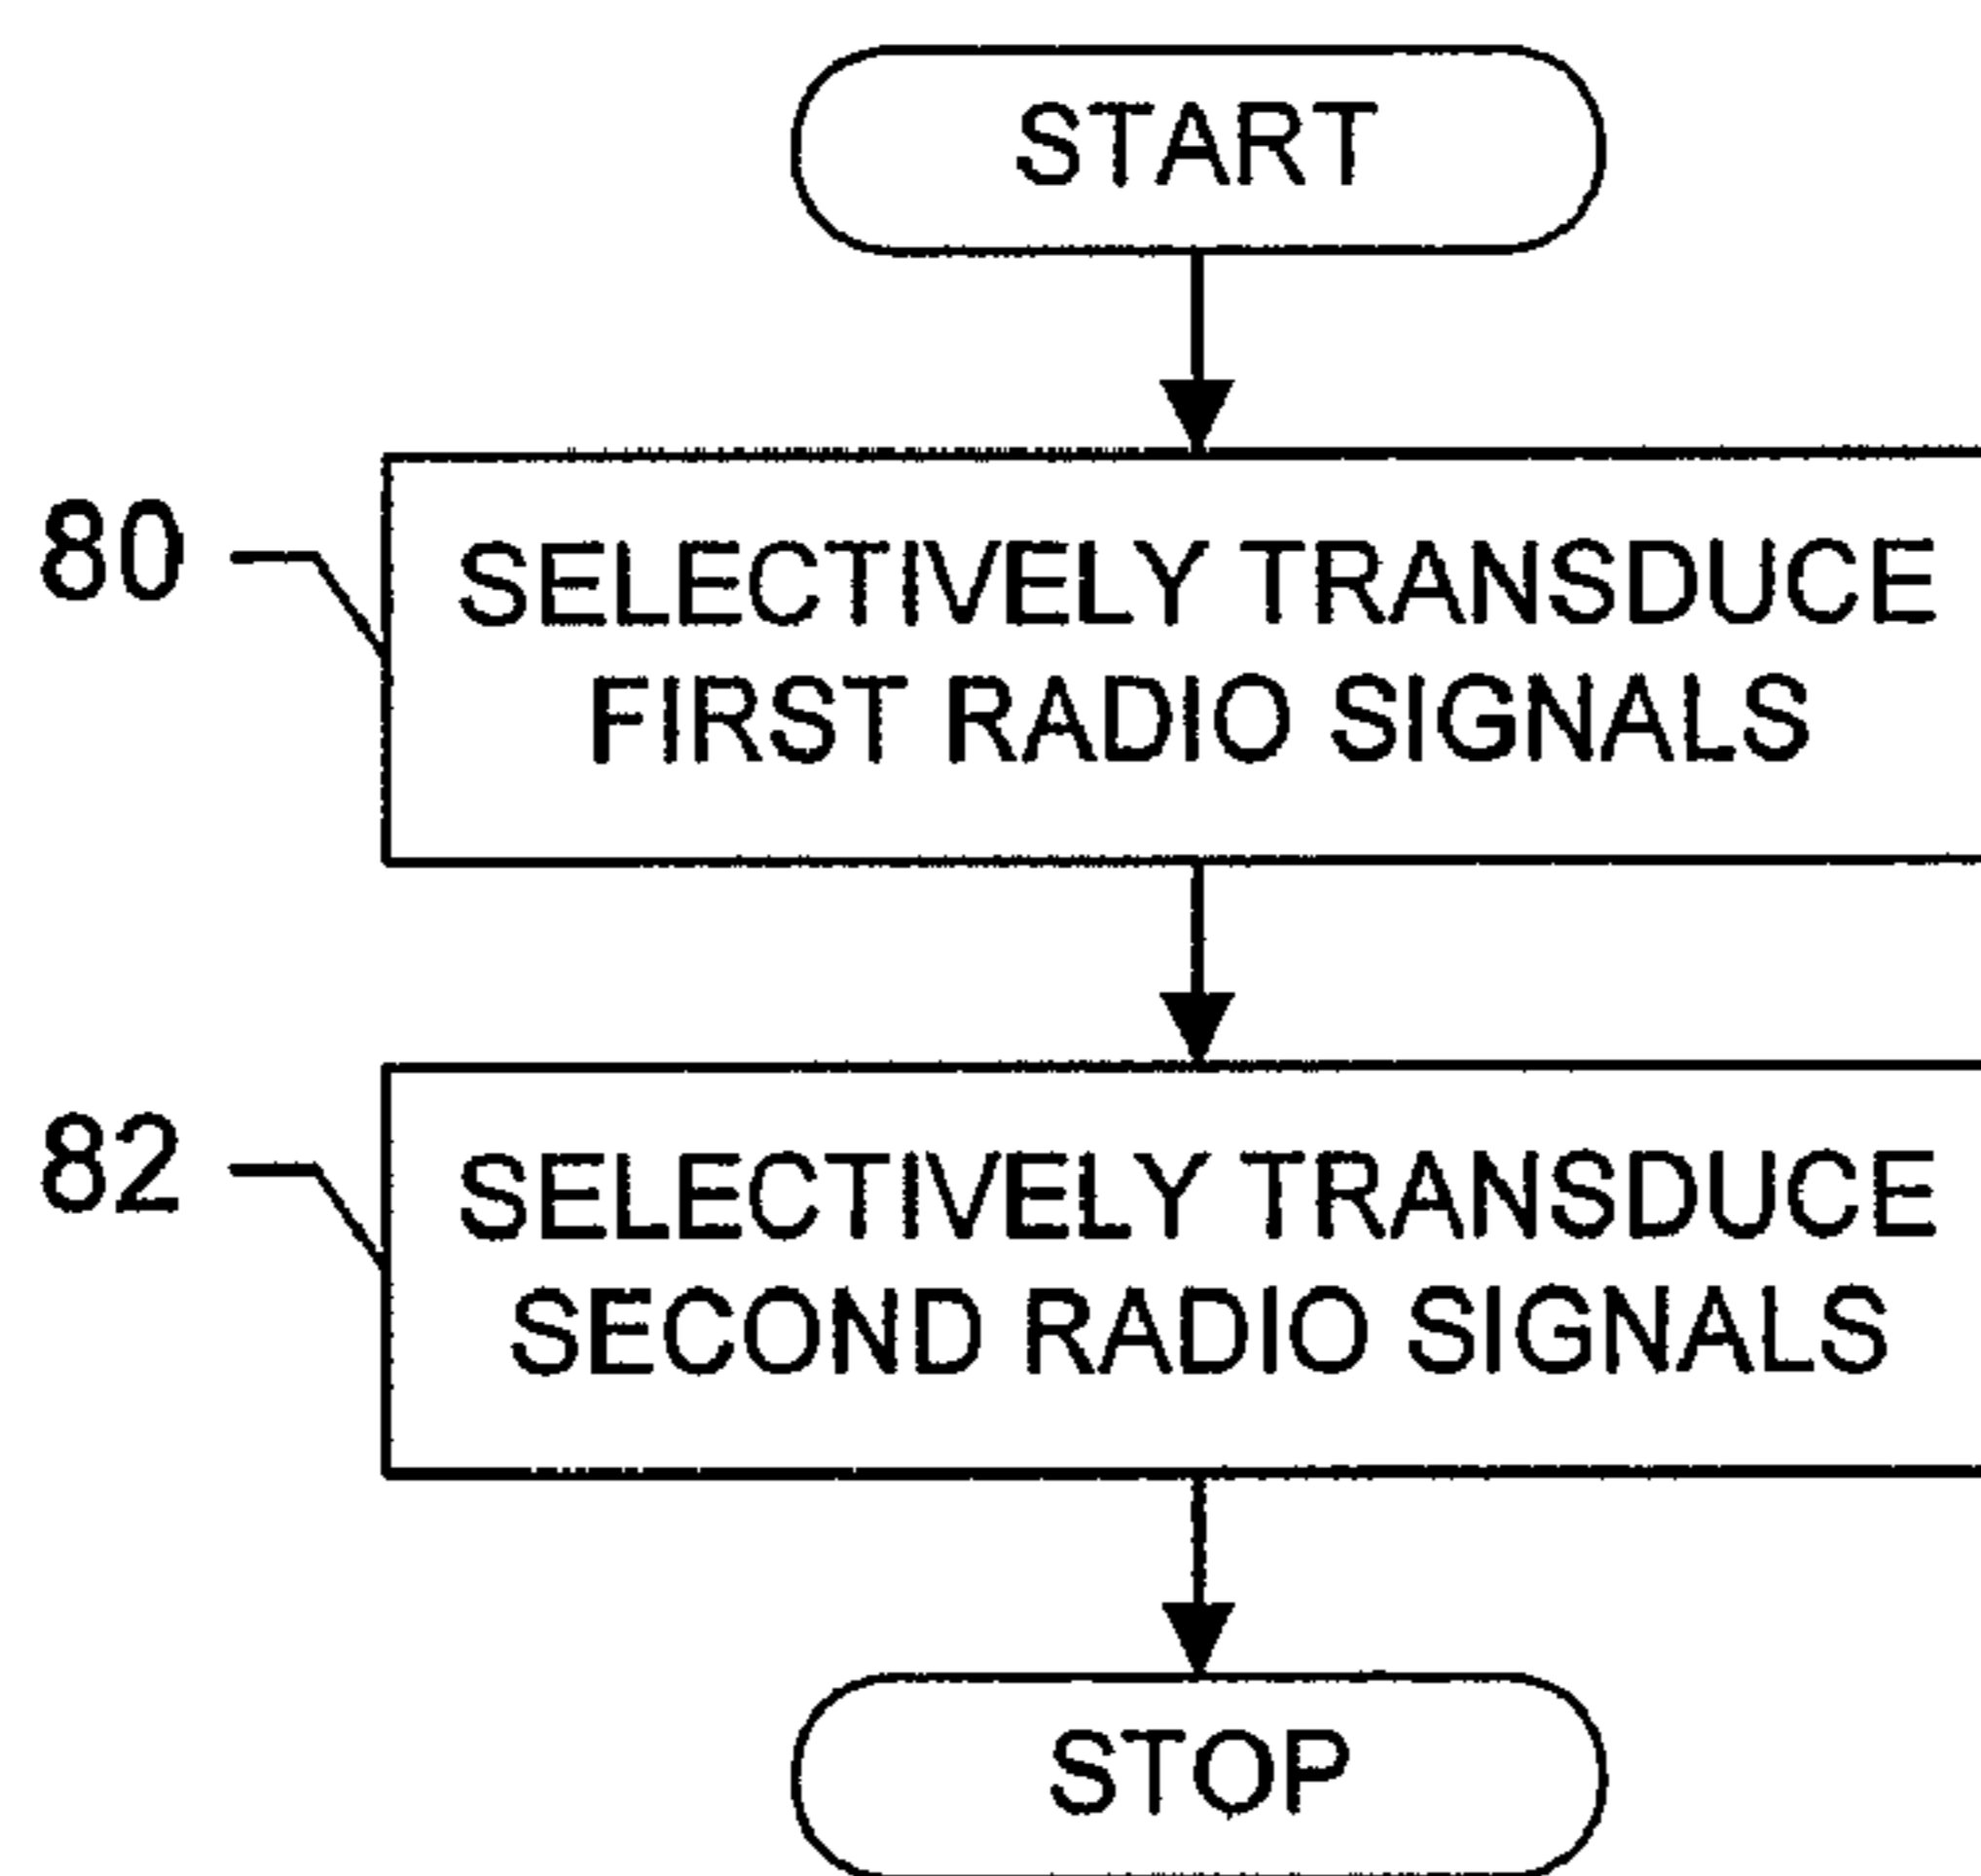 START
80
SELECTIVELY TRANSDUCE
FIRST RADIO SIGNALS
82
SELECTIVELY TRANSDUCE
SECOND RADIO SIGNALS
STOP